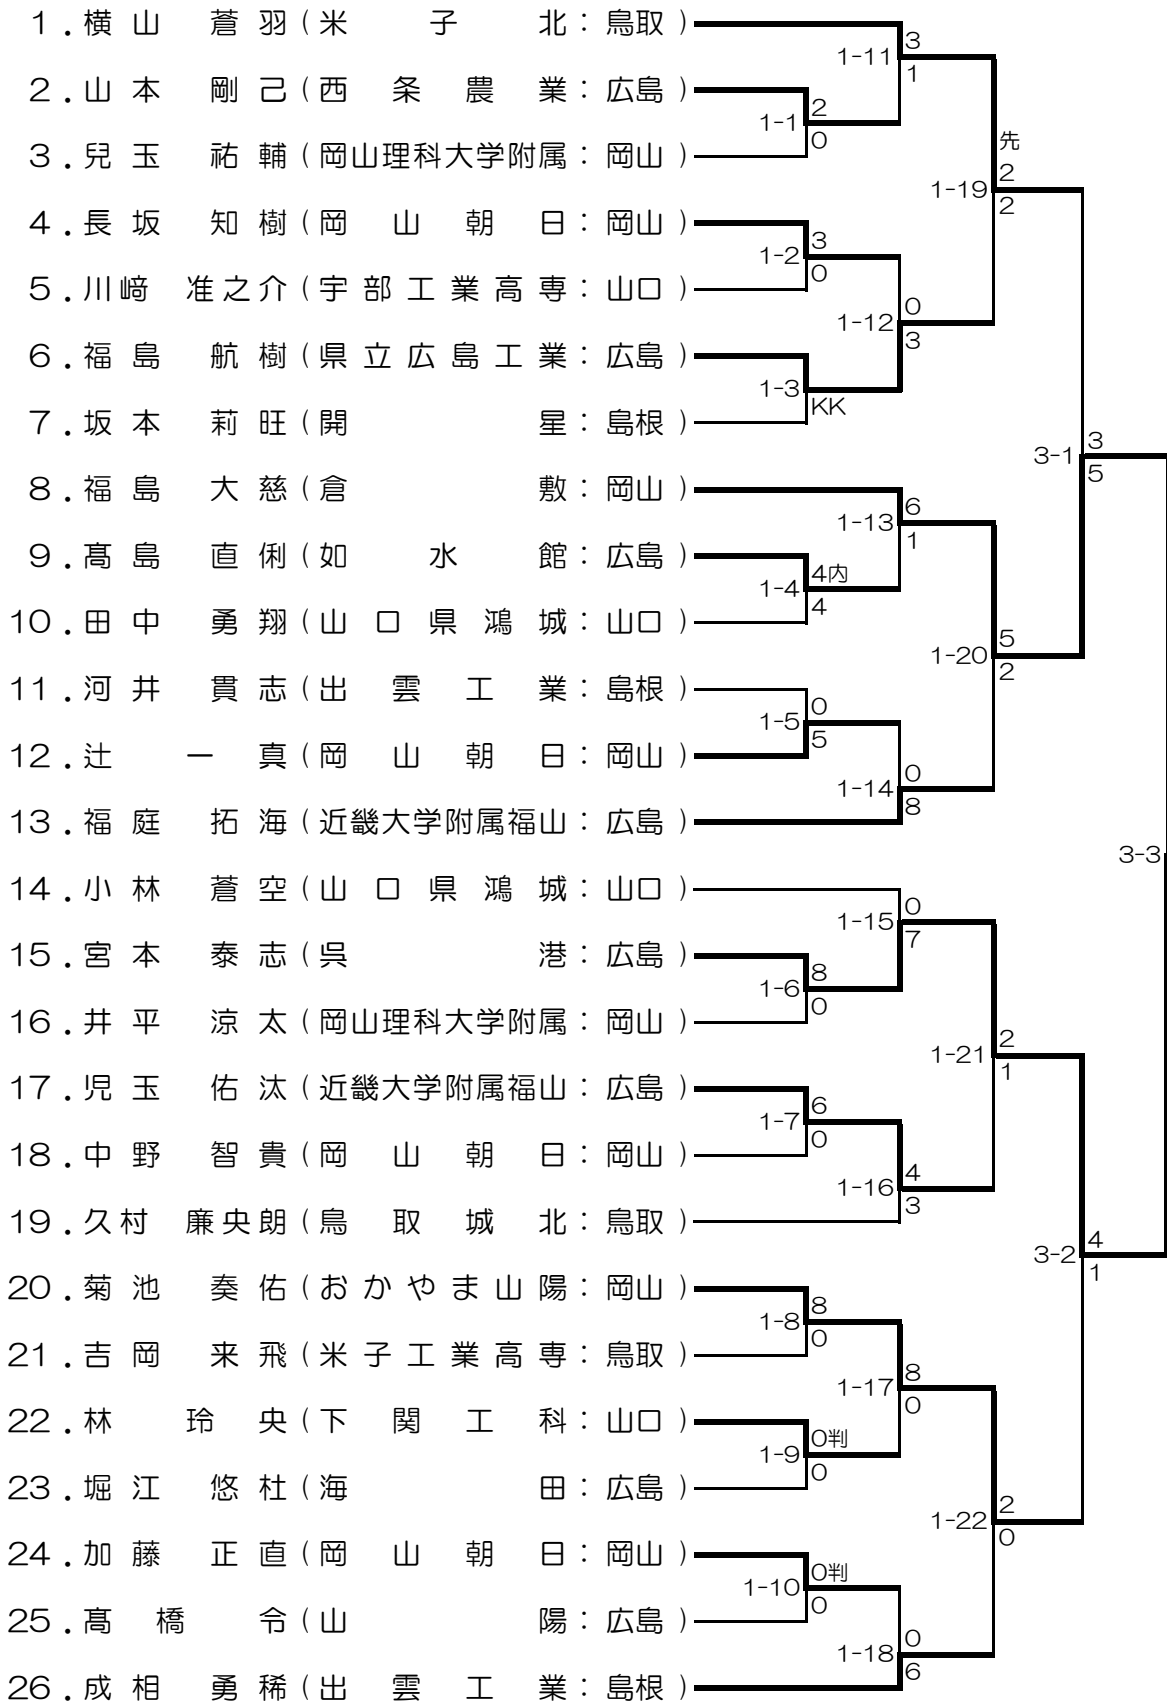 1．横山　蒼羽（米子北：鳥取）
3
1-11
1
2．山本　剛己（西条農業：広島）
2
1-1
0
3．兒玉　祐輔（岡山理科大学附属：岡山）
先
2
1-19
2
4．長坂　知樹（岡山朝日：岡山）
3
1-2
0
5．川﨑　准之介（宇部工業高専：山口）
0
1-12
3
6．福島　航樹（県立広島工業：広島）
1-3
KK
7．坂本　莉旺（開星：島根）
3
3-1
5
8．福島　大慈（倉敷：岡山）
6
1-13
1
9．髙島　直俐（如水館：広島）
4内
1-4
4
10．田中　勇翔（山口県鴻城：山口）
5
1-20
2
11．河井　貫志（出雲工業：島根）
0
1-5
5
12．辻　一真（岡山朝日：岡山）
0
1-14
8
13．福庭　拓海（近畿大学附属福山：広島）
3-3
14．小林　蒼空（山口県鴻城：山口）
0
1-15
7
15．宮本　泰志（呉港：広島）
8
1-6
0
16．井平　涼太（岡山理科大学附属：岡山）
2
1-21
1
17．児玉　佑汰（近畿大学附属福山：広島）
6
1-7
0
18．中野　智貴（岡山朝日：岡山）
4
1-16
3
19．久村　廉央朗（鳥取城北：鳥取）
4
3-2
1
20．菊池　奏佑（おかやま山陽：岡山）
8
1-8
0
21．吉岡　来飛（米子工業高専：鳥取）
8
1-17
0
22．林　玲央（下関工科：山口）
0判
1-9
0
23．堀江　悠杜（海田：広島）
2
1-22
0
24．加藤　正直（岡山朝日：岡山）
0判
1-10
0
25．髙橋　令（山陽：広島）
0
1-18
6
26．成相　勇稀（出雲工業：島根）